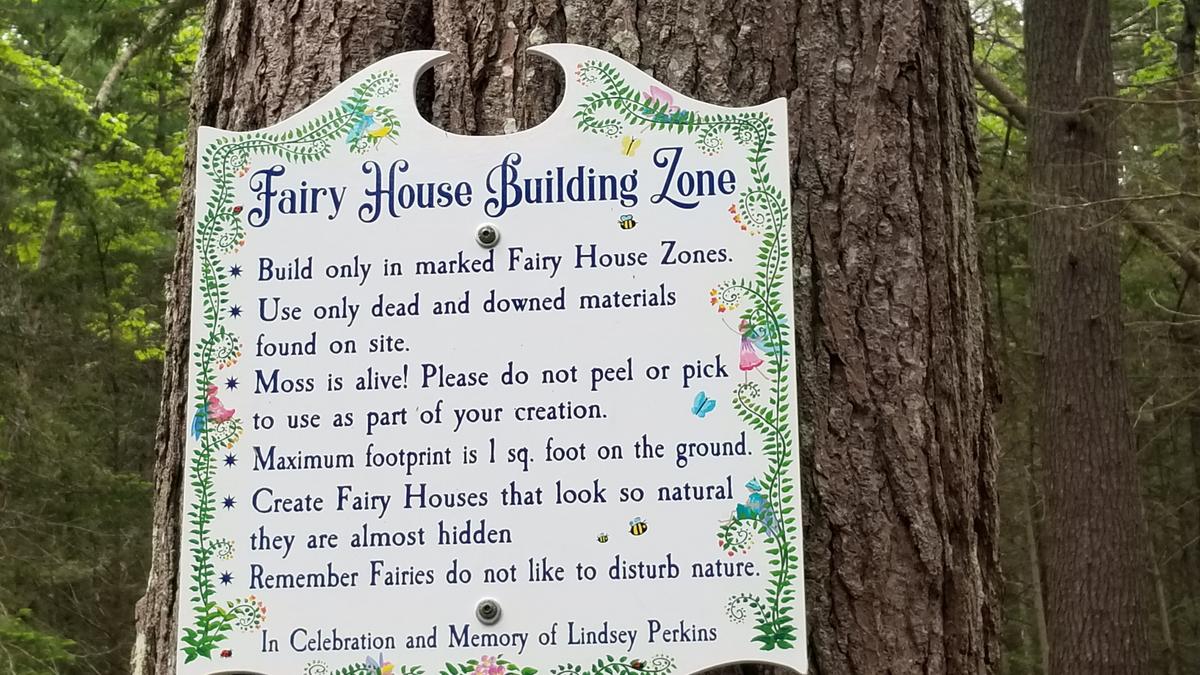 Fairy House Building Zone
✷ Build only in marked Fairy House Zones.
✷ Use only dead and downed materials
found on site.
✷ Moss is alive! Please do not peel or pick
to use as part of your creation.
✷ Maximum footprint is 1 sq. foot on the ground.
✷ Create Fairy Houses that look so natural
they are almost hidden
✷ Remember Fairies do not like to disturb nature.
In Celebration and Memory of Lindsey Perkins